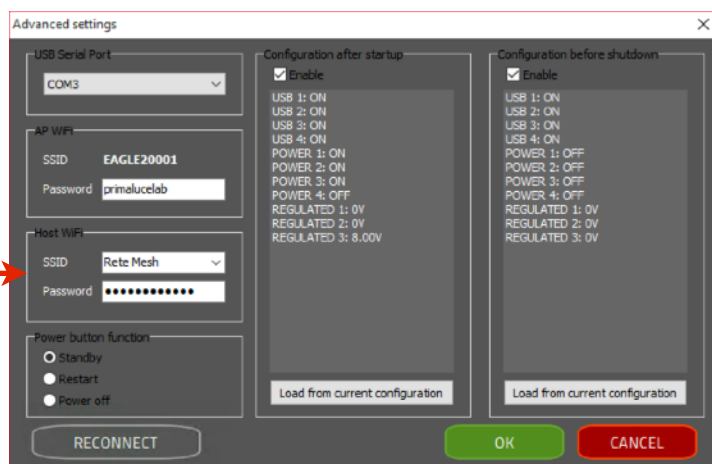 Advanced settings
USB Serial Port
COM3
AP WiFi
SSID EAGLE20001
Password primalucelab
Host WiFi
SSID Rete Mesh
Password ●●●●●●●●●●●●
Power button function
Standby
Restart
Power off
Configuration after startup
Enable
USB 1: ON
USB 2: ON
USB 3: ON
USB 4: ON
POWER 1: ON
POWER 2: ON
POWER 3: ON
POWER 4: OFF
REGULATED 1: 0V
REGULATED 2: 0V
REGULATED 3: 8.00V
Load from current configuration
Configuration before shutdown
Enable
USB 1: ON
USB 2: ON
USB 3: ON
USB 4: ON
POWER 1: OFF
POWER 2: OFF
POWER 3: OFF
POWER 4: OFF
REGULATED 1: 0V
REGULATED 2: 0V
REGULATED 3: 0V
Load from current configuration
RECONNECT
OK
CANCEL